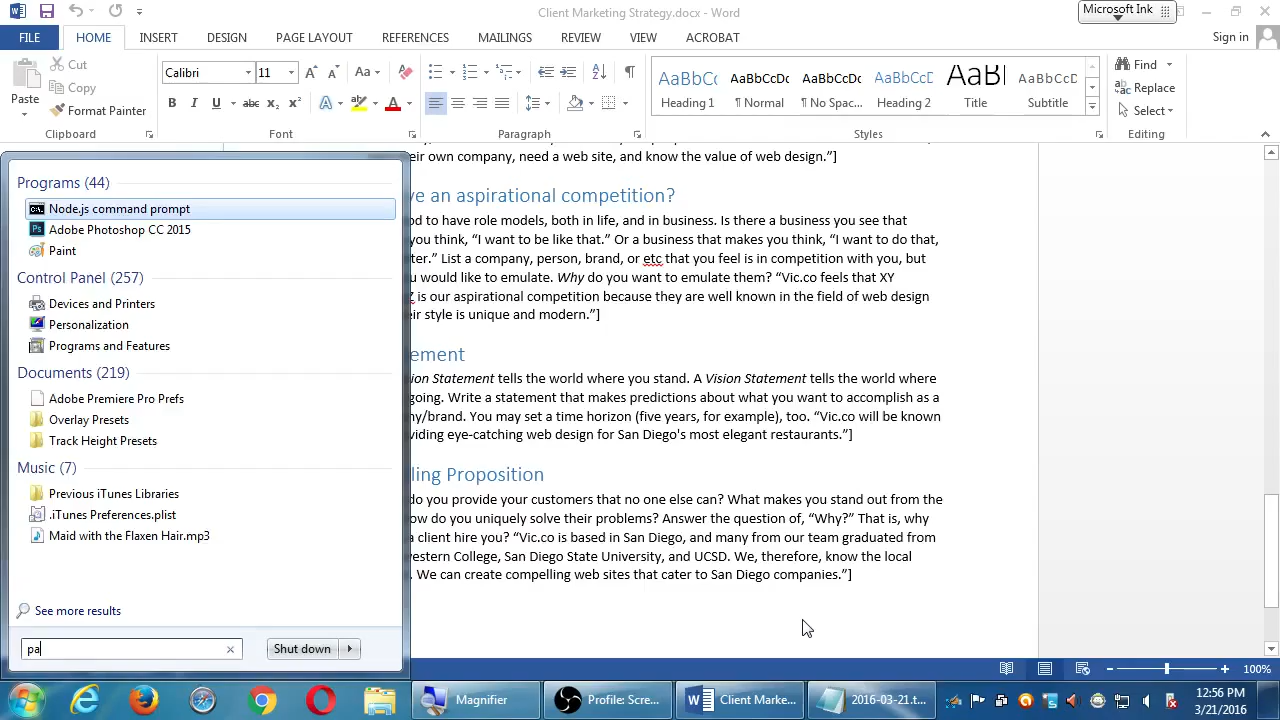 Client Marketing Strategy.docx - Word
Microsoft Ink
FILE HOME INSERT DESIGN PAGE LAYOUT REFERENCES MAILINGS REVIEW VIEW ACROBAT Sign in
Paste
Cut
Copy
Format Painter
Clipboard
Calibri 11
Aa
B I U abc x₂ x²
A
Font
Paragraph
AaBbCc AaBbCcDc AaBbCcDc AaBbCcD AaB AaBbCcD
Heading 1 ¶ Normal ¶ No Spac... Heading 2 Title Subtitle
Styles
Find
Replace
Select
Editing
eir own company, need a web site, and know the value of web design.”]
ve an aspirational competition?
od to have role models, both in life, and in business. Is there a business you see that
you think, “I want to be like that.” Or a business that makes you think, “I want to do that,
ter.” List a company, person, brand, or etc that you feel is in competition with you, but
u would like to emulate. Why do you want to emulate them? “Vic.co feels that XY
Z is our aspirational competition because they are well known in the field of web design
eir style is unique and modern.”]
ement
ion Statement tells the world where you stand. A Vision Statement tells the world where
going. Write a statement that makes predictions about what you want to accomplish as a
ny/brand. You may set a time horizon (five years, for example), too. “Vic.co will be known
viding eye-catching web design for San Diego's most elegant restaurants.”]
ling Proposition
do you provide your customers that no one else can? What makes you stand out from the
ow do you uniquely solve their problems? Answer the question of, “Why?” That is, why
a client hire you? “Vic.co is based in San Diego, and many from our team graduated from
western College, San Diego State University, and UCSD. We, therefore, know the local
. We can create compelling web sites that cater to San Diego companies.”]
Programs (44)
Node.js command prompt
Adobe Photoshop CC 2015
Paint
Control Panel (257)
Devices and Printers
Personalization
Programs and Features
Documents (219)
Adobe Premiere Pro Prefs
Overlay Presets
Track Height Presets
Music (7)
Previous iTunes Libraries
.iTunes Preferences.plist
Maid with the Flaxen Hair.mp3
See more results
pa
Shut down
100%
Magnifier
Profile: Scre...
Client Marke...
2016-03-21.t...
12:56 PM
3/21/2016